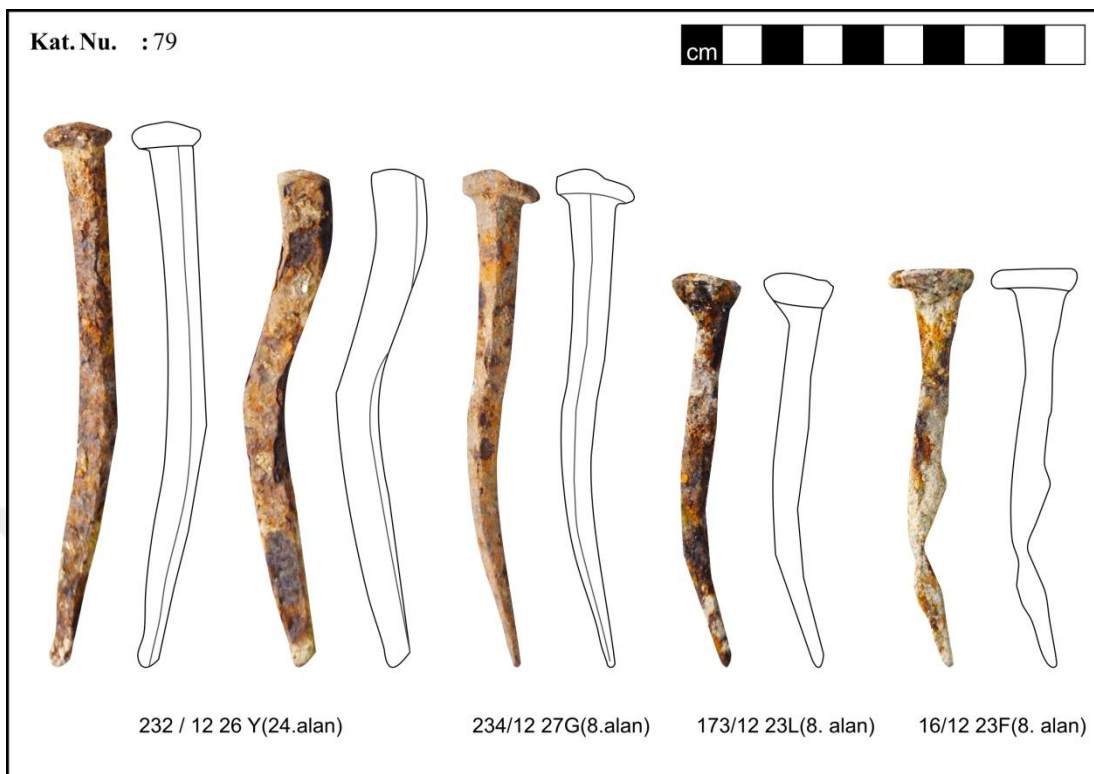 Kat. Nu. : 79
cm
232 / 12 26 Y(24.alan)
234/12 27G(8.alan)
173/12 23L(8. alan)
16/12 23F(8. alan)